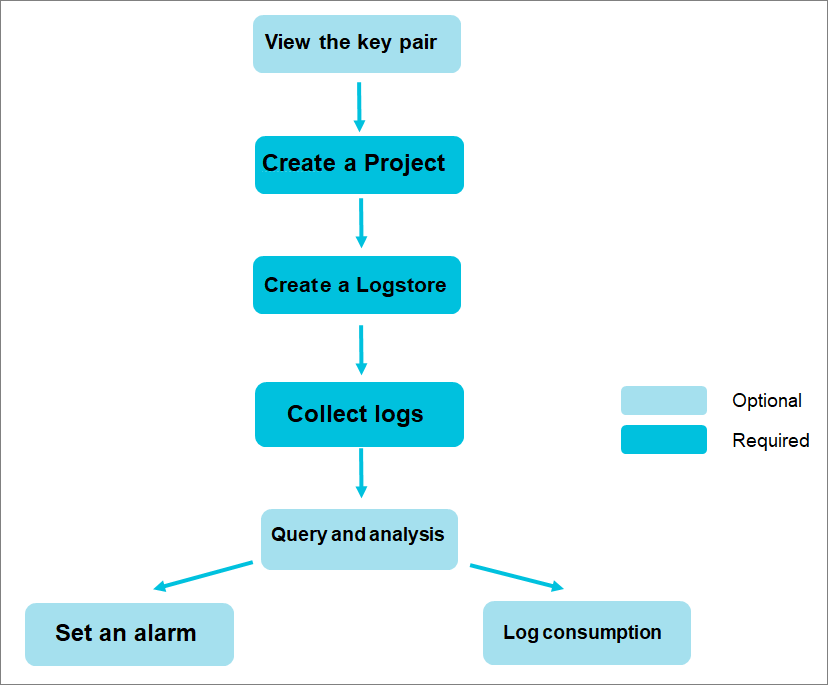 View the key pair
Create a Project
Create a Logstore
Collect logs
Optional
Required
Query and analysis
Set an alarm
Log consumption